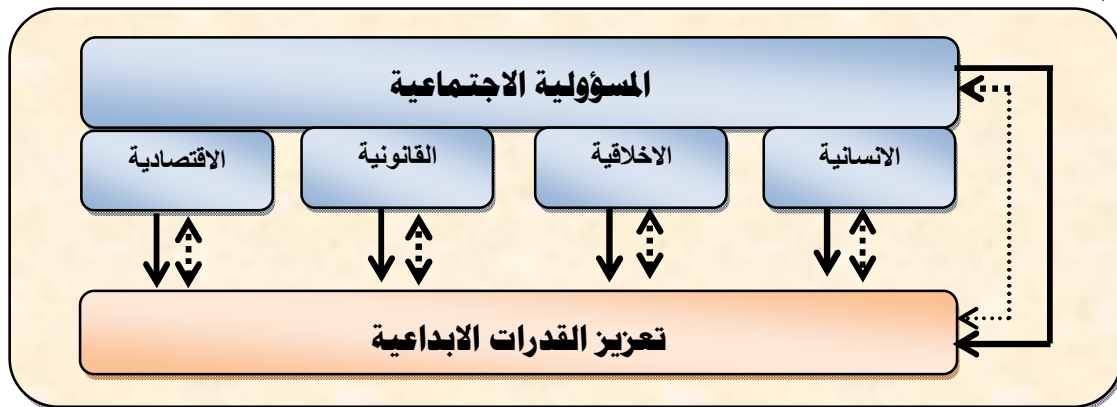 المسؤولية الاجتماعية
الانسانية
الاخلاقية
القانونية
الاقتصادية
تعزيز القدرات الابداعية